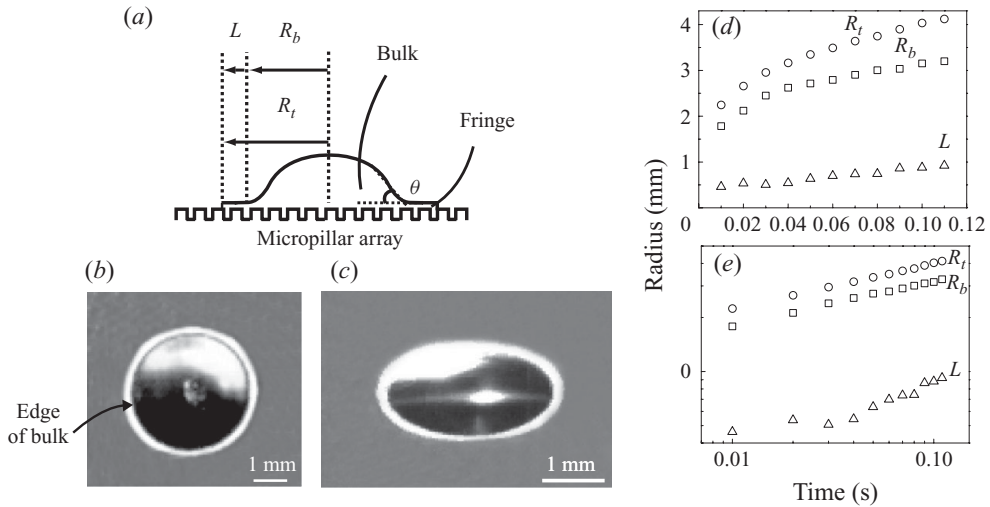 (a)
L
R_b
R_t
Bulk
Fringe
θ
Micropillar array
(b)
Edge
of bulk
1 mm
(c)
1 mm
Radius (mm)
(d)
4
3
2
1
0
R_t
R_b
L
0.02
0.04
0.06
0.08
0.10
0.12
(e)
0
R_t
R_b
L
0.01
0.10
Time (s)